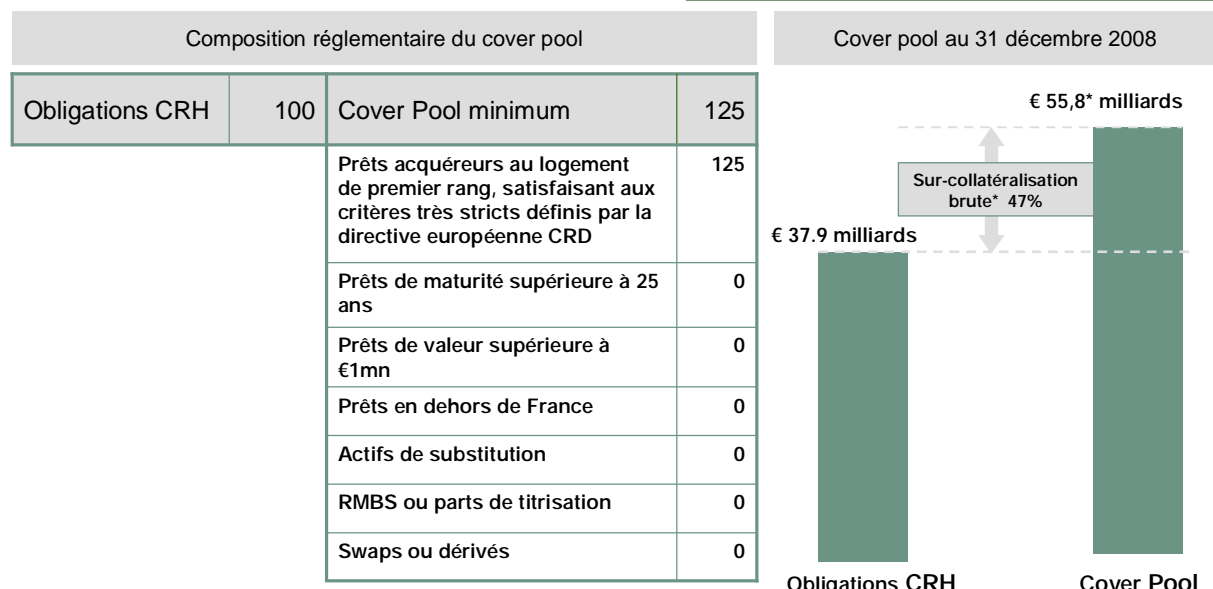 Composition réglementaire du cover pool
Obligations CRH 100 Cover Pool minimum 125
Prêts acquéreurs au logement 125
de premier rang, satisfaisant aux
critères très stricts définis par la
directive européenne CRD
Prêts de maturité supérieure à 25 0
ans
Prêts de valeur supérieure à 0
€1mn
Prêts en dehors de France 0
Actifs de substitution 0
RMBS ou parts de titrisation 0
Swaps ou dérivés 0
Cover pool au 31 décembre 2008
€ 55,8* milliards
Sur-collatéralisation
brute* 47%
€ 37.9 milliards
Obligations CRH Cover Pool